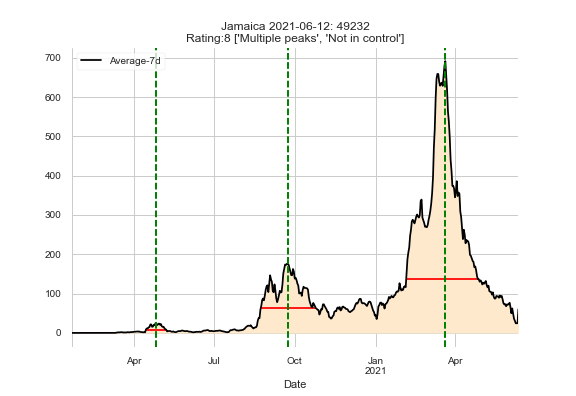 Jamaica 2021-06-12: 49232
Rating:8 ['Multiple peaks', 'Not in control']
Average-7d
700
600
500
400
300
200
100
0
Apr
Jul
Oct
Jan
2021
Apr
Date